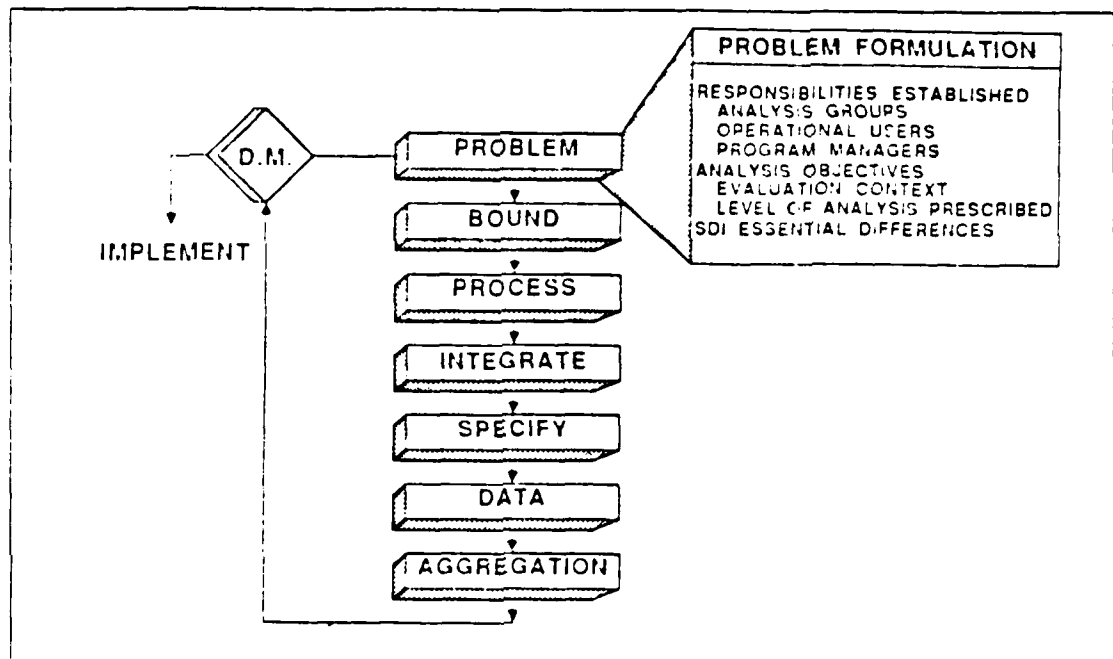 PROBLEM FORMULATION
RESPONSIBILITIES ESTABLISHED
ANALYSIS GROUPS
OPERATIONAL USERS
PROGRAM MANAGERS
ANALYSIS OBJECTIVES
EVALUATION CONTEXT
LEVEL OF ANALYSIS PRESCRIBED
SDI ESSENTIAL DIFFERENCES
D.M.
IMPLEMENT
PROBLEM
BOUND
PROCESS
INTEGRATE
SPECIFY
DATA
AGGREGATION